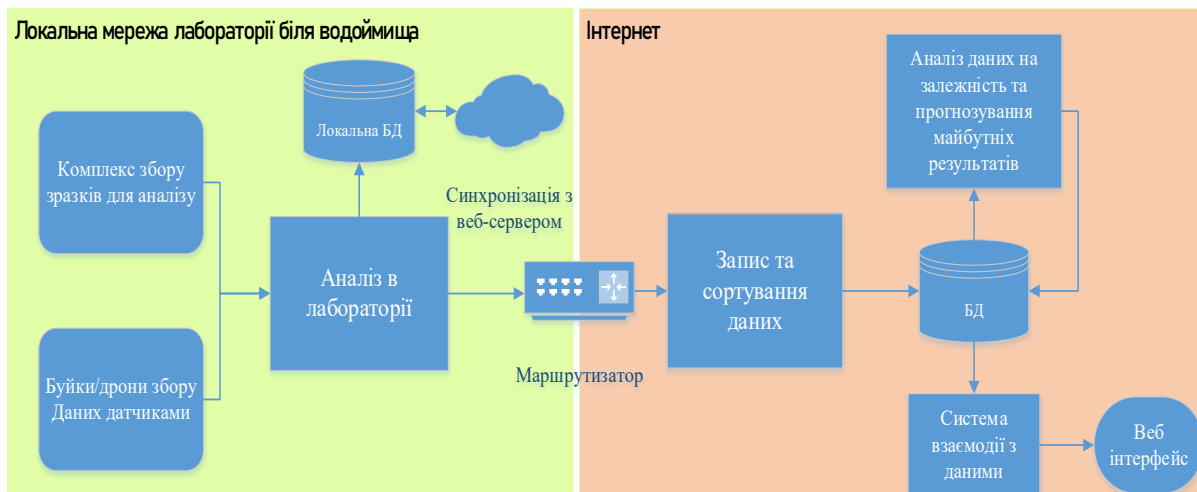 Локальна мережа лабораторії біля водоймища
Комплекс збору
зразків для аналізу
Буйки/дрони збору
Даних датчиками
Локальна БД
Аналіз в
лабораторії
Синхронізація з
веб-сервером
Маршрутизатор
Інтернет
Запис та
сортування
даних
Аналіз даних на
залежність та
прогнозування
майбутніх
результатів
БД
Система
взаємодії з
даними
Веб
інтерфейс